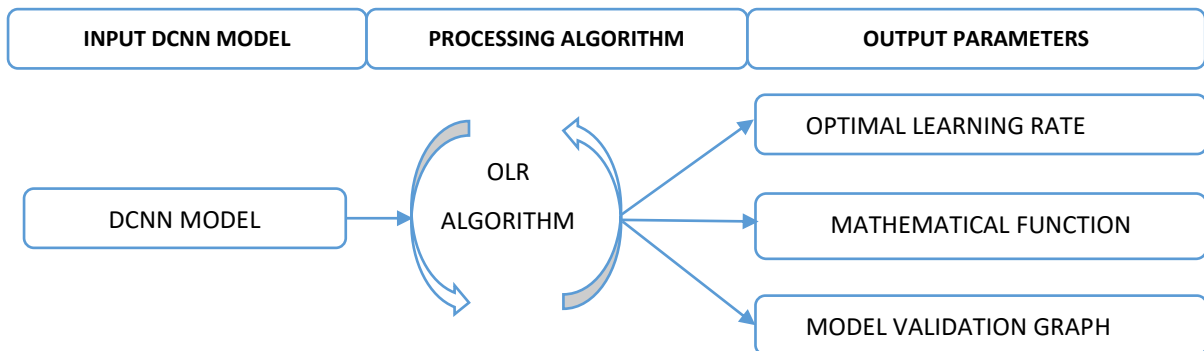 INPUT DCNN MODEL
PROCESSING ALGORITHM
OUTPUT PARAMETERS
DCNN MODEL
OLR
ALGORITHM
OPTIMAL LEARNING RATE
MATHEMATICAL FUNCTION
MODEL VALIDATION GRAPH